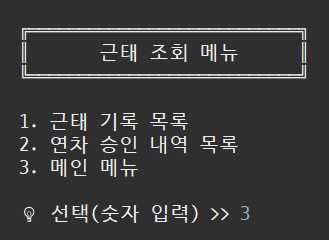 근태 조회 메뉴
1. 근태 기록 목록
2. 연차 승인 내역 목록
3. 메인 메뉴
선택(숫자 입력) >> 3